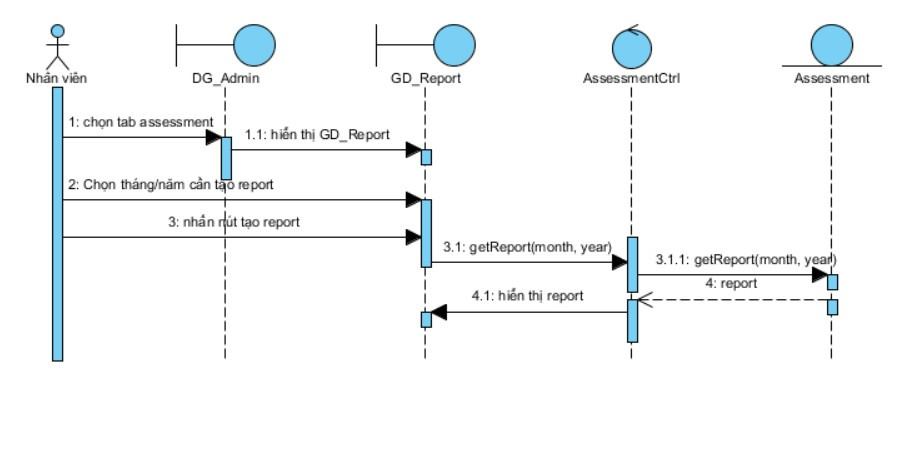 Nhân viên
DG_Admin
GD_Report
AssessmentCtrl
Assessment
1: chọn tab assessment
1.1: hiển thị GD_Report
2: Chọn tháng/năm cần tạo report
3: nhấn nút tạo report
3.1: getReport(month, year)
3.1.1: getReport(month, year)
4: report
4.1: hiển thị report